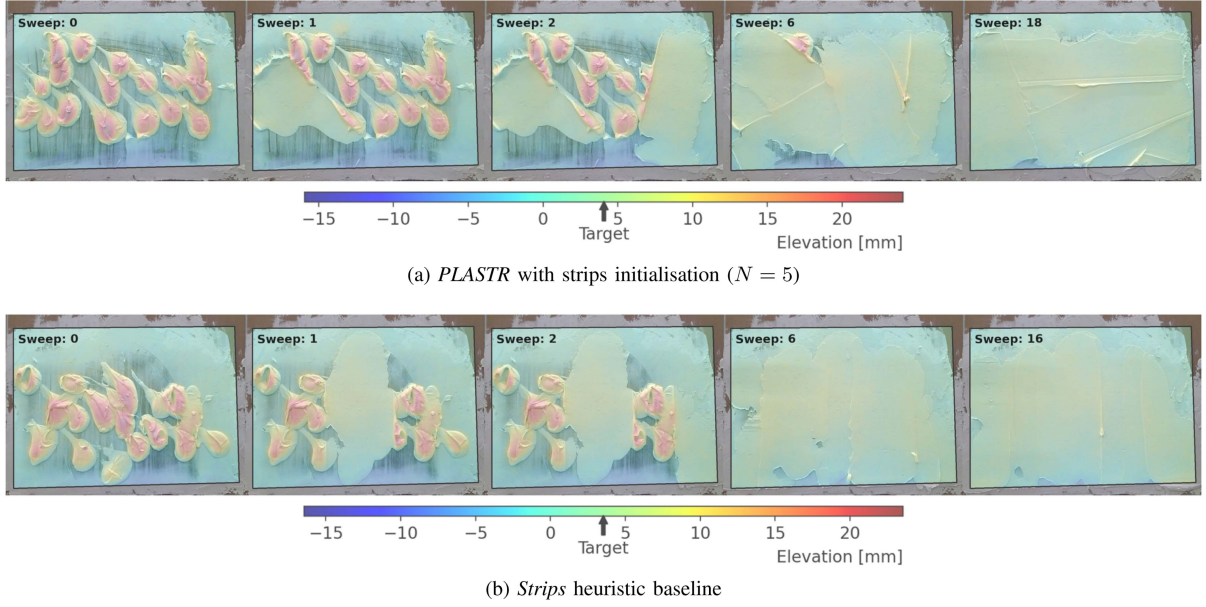 Sweep: 0 Sweep: 1 Sweep: 2 Sweep: 6 Sweep: 18
−15 −10 −5 0 5 10 15 20
Target
Elevation [mm]
(a) PLASTR with strips initialisation (N = 5)
Sweep: 0 Sweep: 1 Sweep: 2 Sweep: 6 Sweep: 16
−15 −10 −5 0 5 10 15 20
Target
Elevation [mm]
(b) Strips heuristic baseline